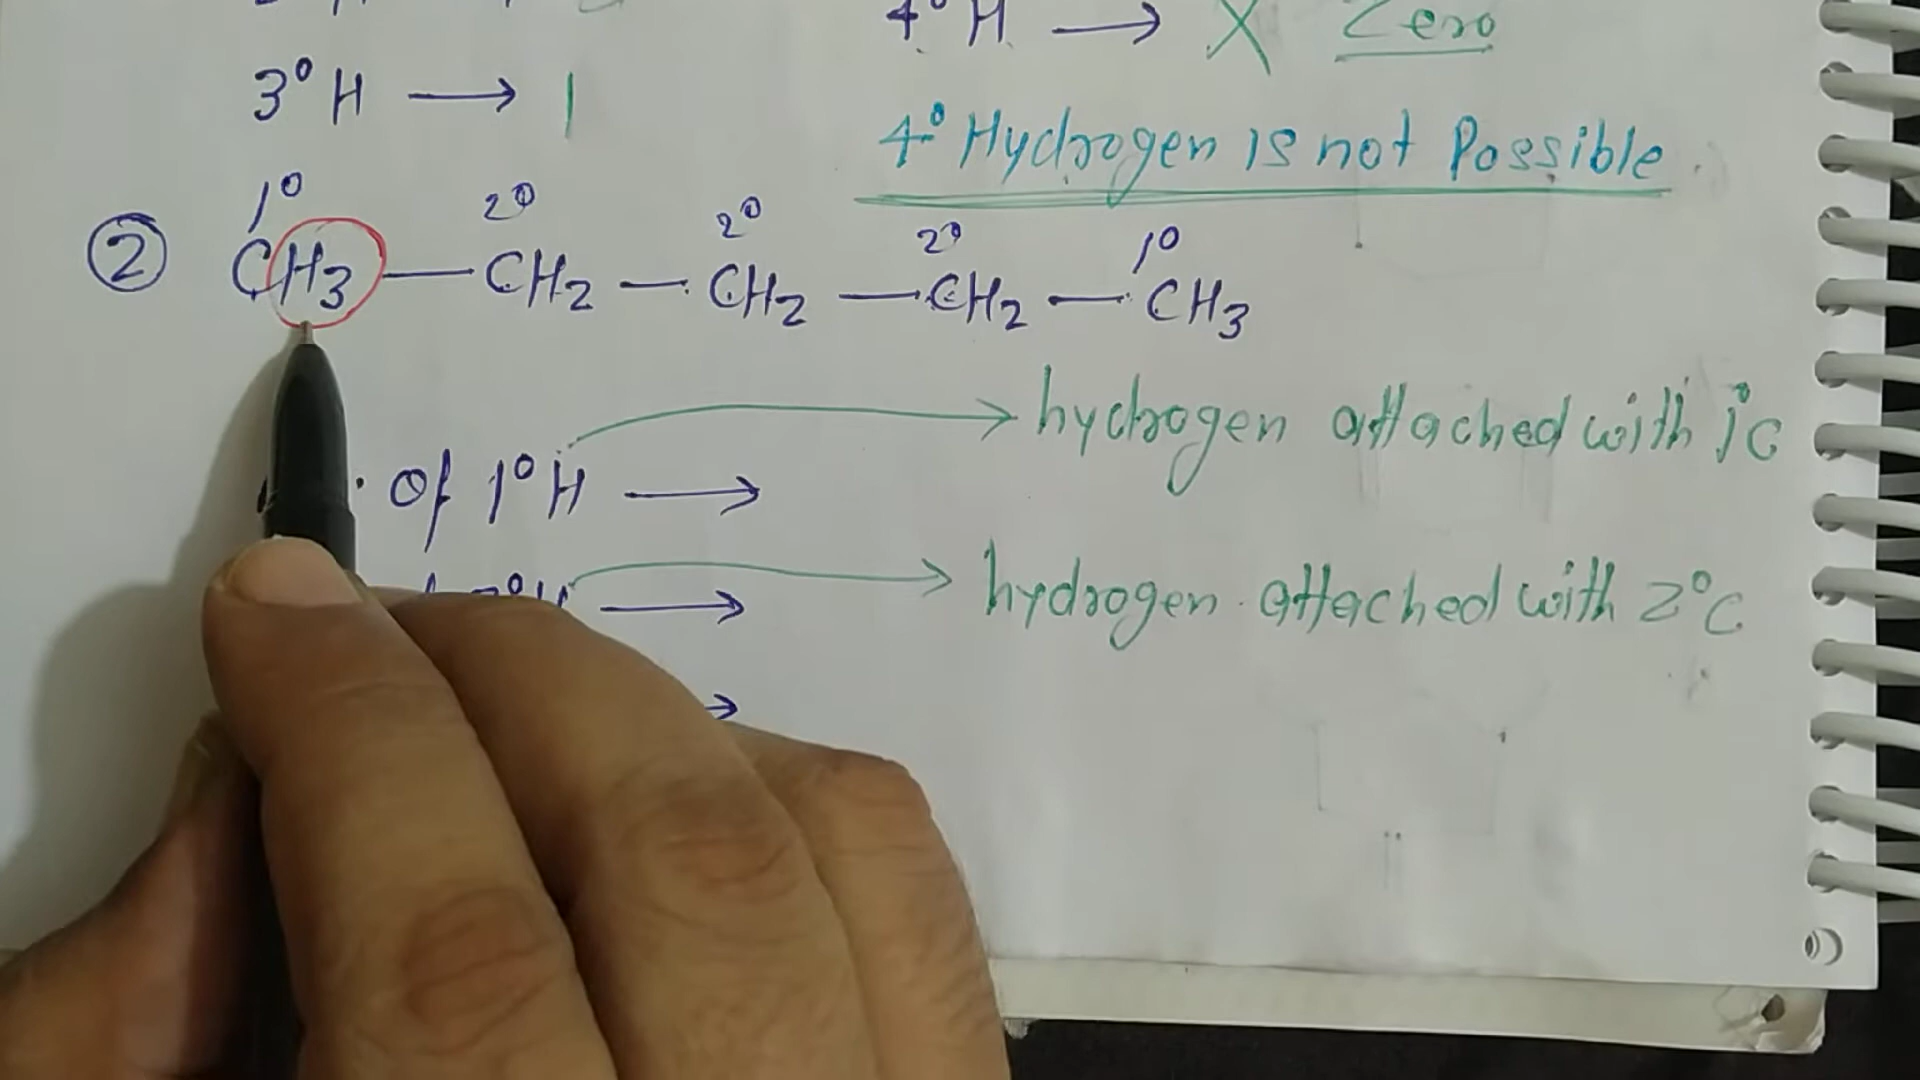 4° H → X Zero
3° H → 1
4° Hydrogen is not Possible
1° 2° 2° 2° 1°
② CH3 — CH2 — CH2 — CH2 — CH3
hydrogen attached with 1°C
of 1° H →
hydrogen attached with 2°C
2° H →
→